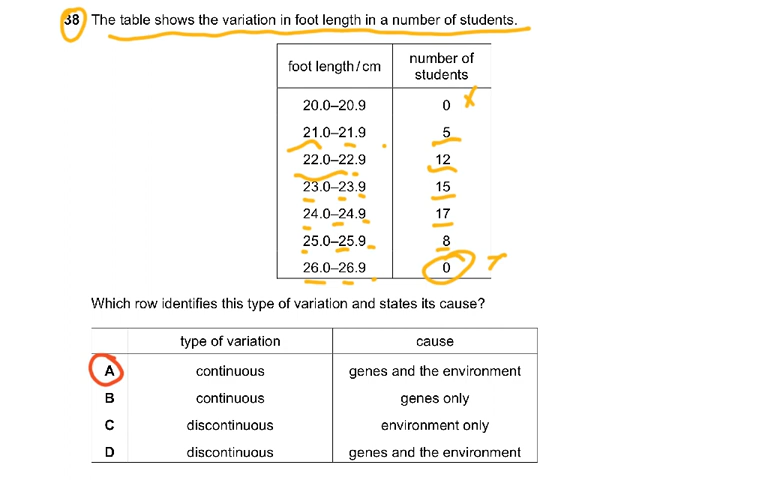 38 The table shows the variation in foot length in a number of students.
foot length / cm number of students
20.0–20.9 0
21.0–21.9 5
22.0–22.9 12
23.0–23.9 15
24.0–24.9 17
25.0–25.9 8
26.0–26.9 0
Which row identifies this type of variation and states its cause?
type of variation cause
A continuous genes and the environment
B continuous genes only
C discontinuous environment only
D discontinuous genes and the environment